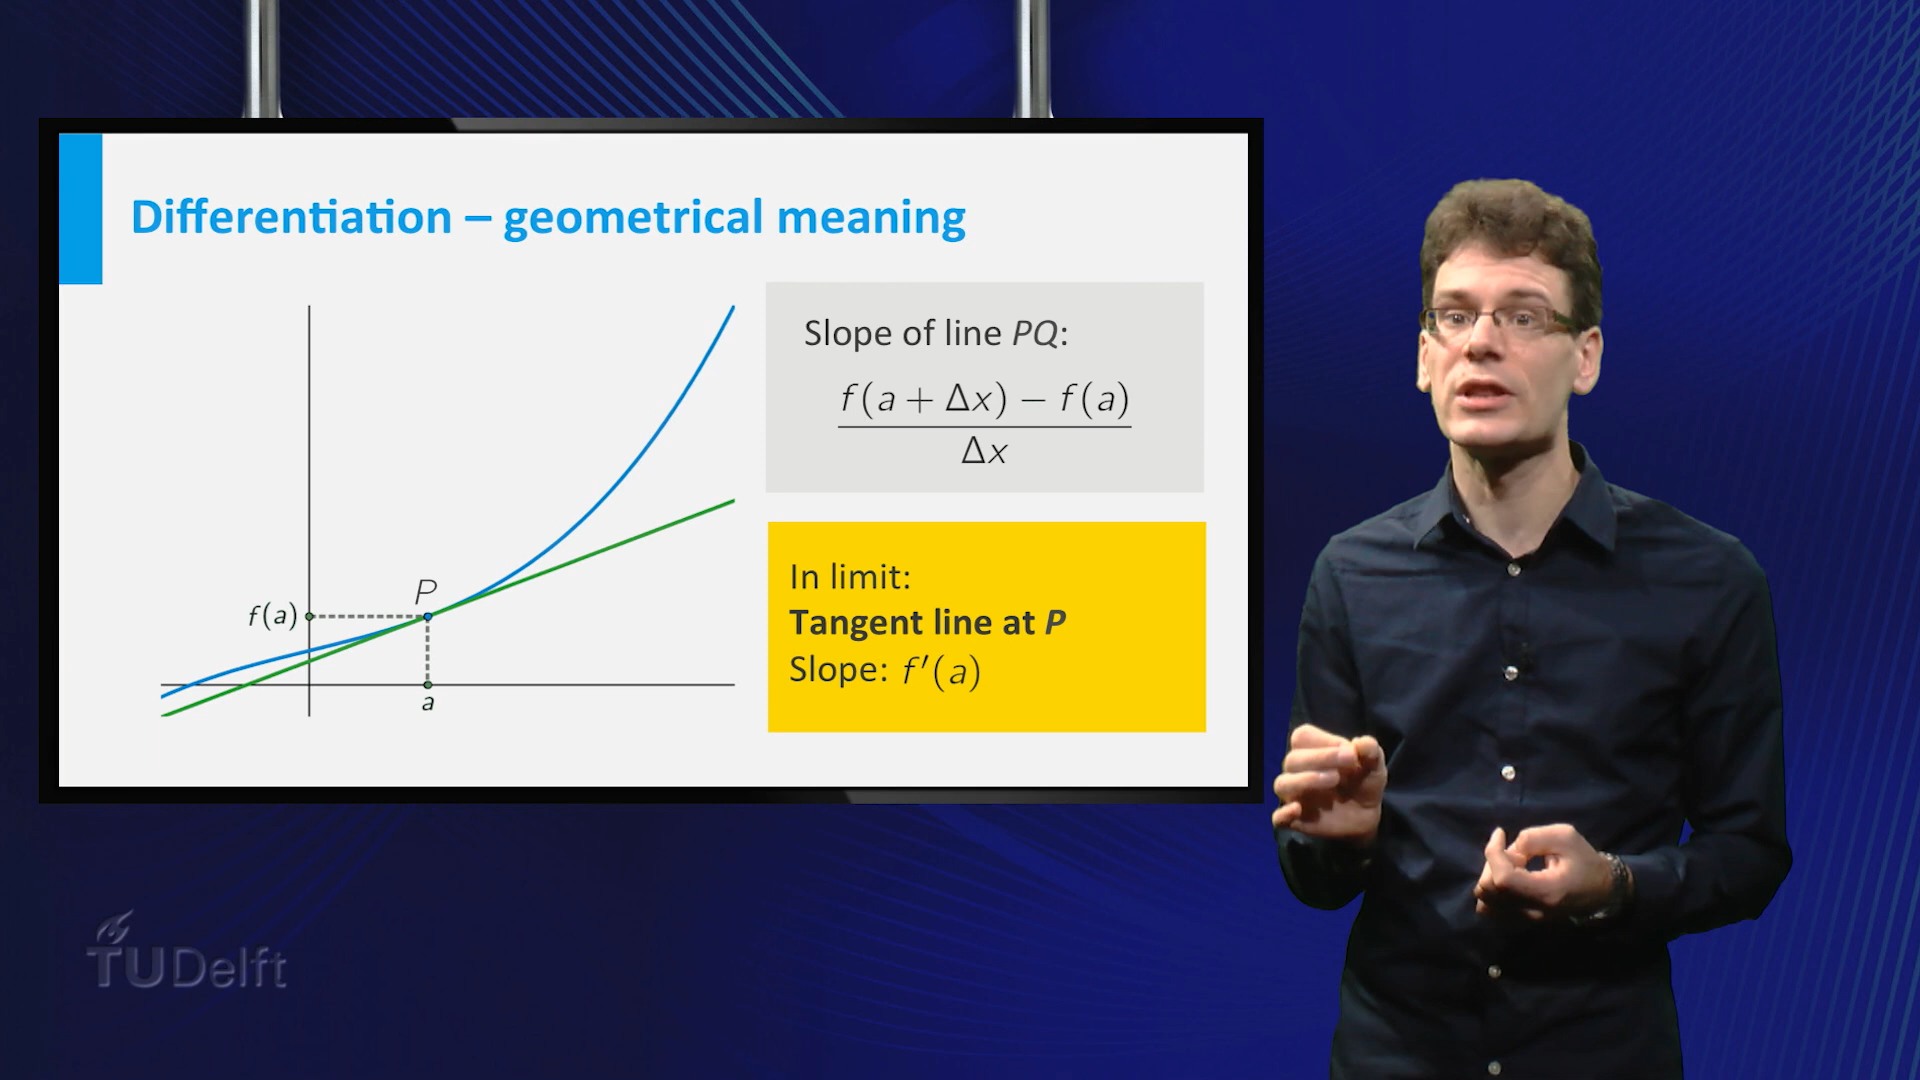 Differentiation – geometrical meaning
Slope of line PQ:
f(a + Δx) − f(a)
Δx
P
f(a)
a
In limit:
Tangent line at P
Slope: f′(a)
TUDelft